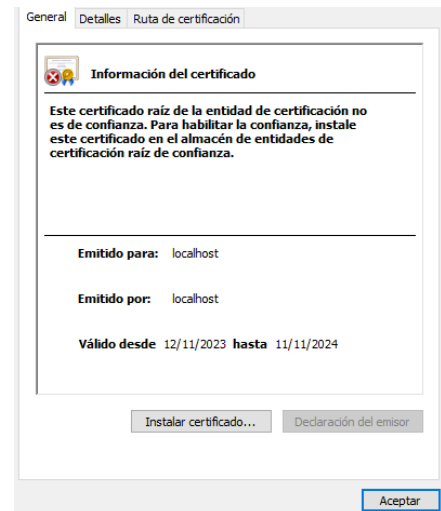 General Detalles Ruta de certificación
Información del certificado
Este certificado raíz de la entidad de certificación no
es de confianza. Para habilitar la confianza, instale
este certificado en el almacén de entidades de
certificación raíz de confianza.
Emitido para: localhost
Emitido por: localhost
Válido desde 12/11/2023 hasta 11/11/2024
Instalar certificado... Declaración del emisor
Aceptar